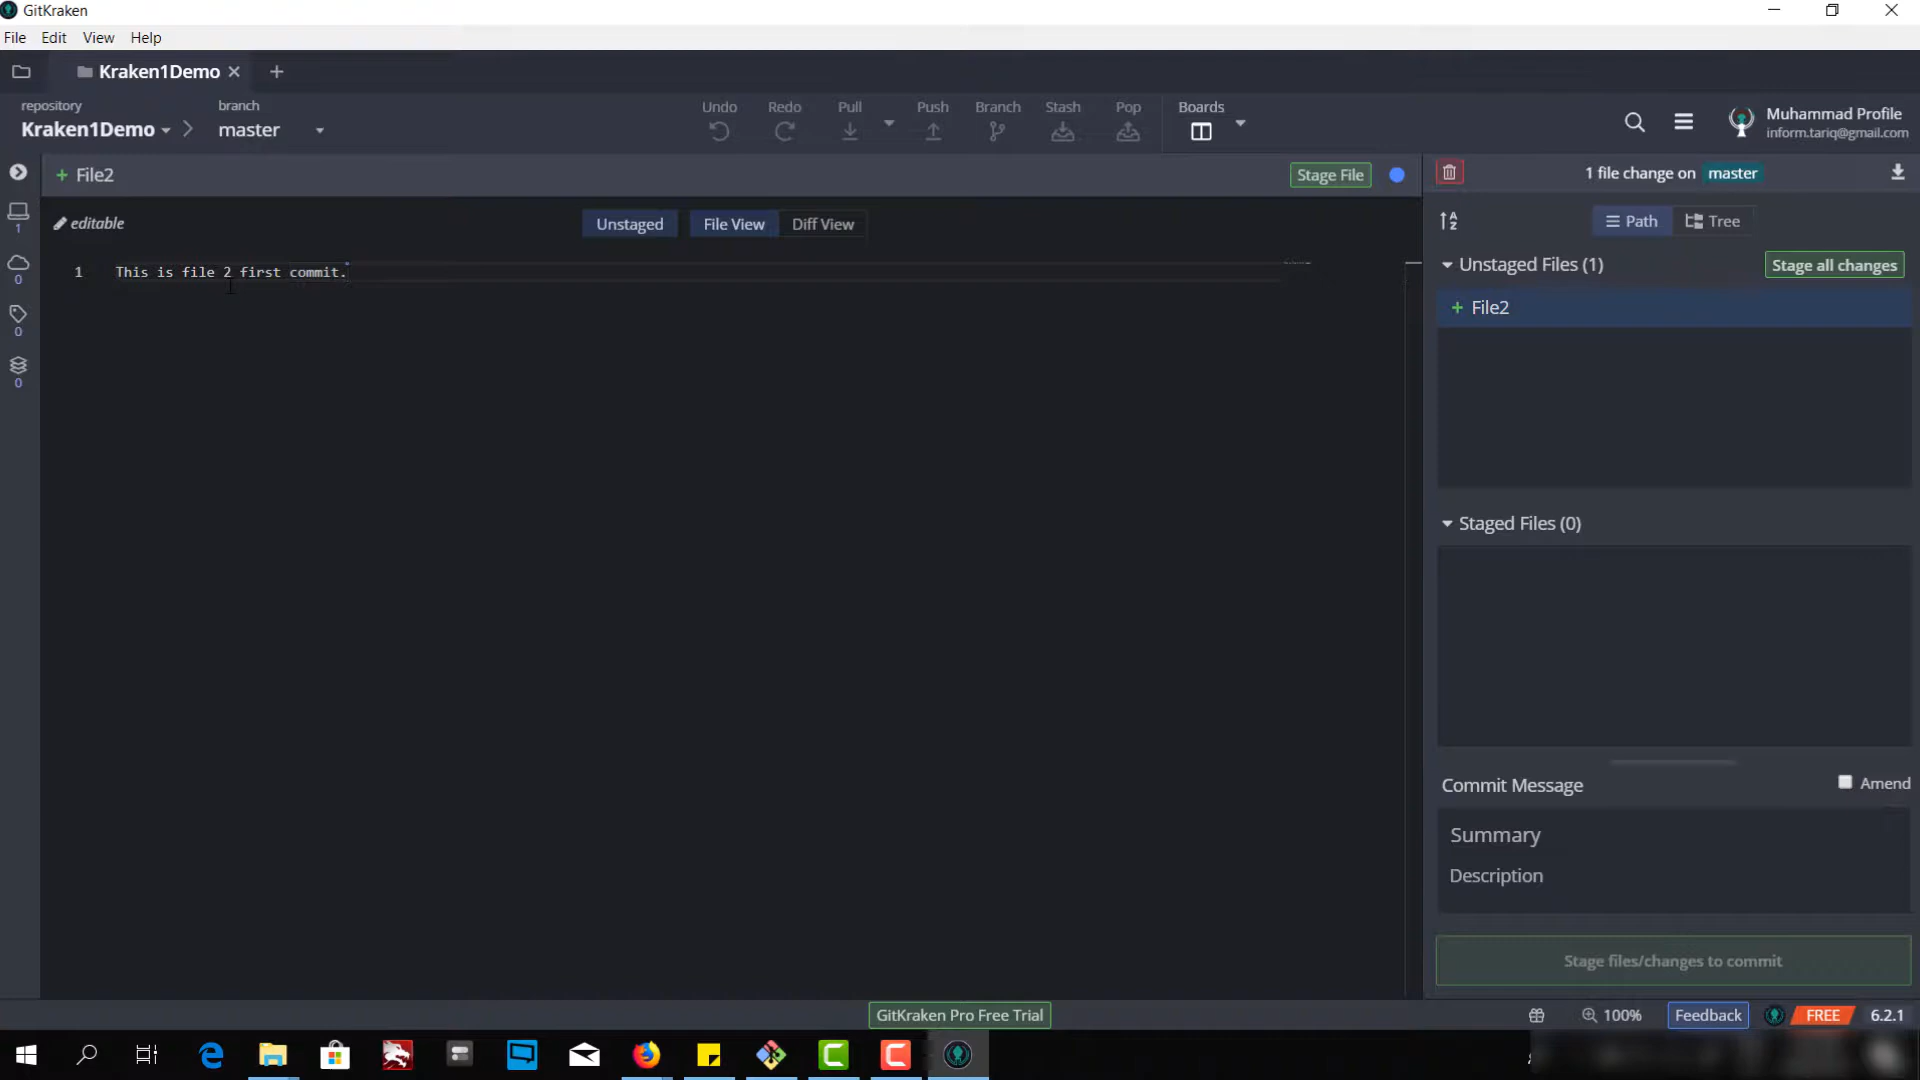 GitKraken
File Edit View Help
Kraken1Demo
repository
Kraken1Demo
branch
master
Undo
Redo
Pull
Push
Branch
Stash
Pop
Boards
Muhammad Profile
inform.tariq@gmail.com
+ File2
Stage File
1 file change on master
editable
Unstaged
File View
Diff View
Path
Tree
1 This is file 2 first commit.
Unstaged Files (1)
Stage all changes
+ File2
1
0
0
0
Staged Files (0)
Commit Message
Amend
Summary
Description
Stage files/changes to commit
GitKraken Pro Free Trial
100%
Feedback
FREE
6.2.1